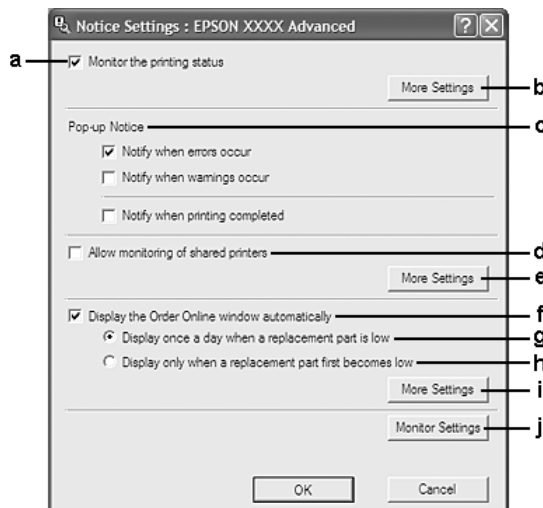 Notice Settings : EPSON XXXX Advanced
a
Monitor the printing status
More Settings
b
Pop-up Notice
c
Notify when errors occur
Notify when warnings occur
Notify when printing completed
Allow monitoring of shared printers
d
More Settings
e
Display the Order Online window automatically
f
Display once a day when a replacement part is low
g
Display only when a replacement part first becomes low
h
More Settings
i
Monitor Settings
j
OK
Cancel